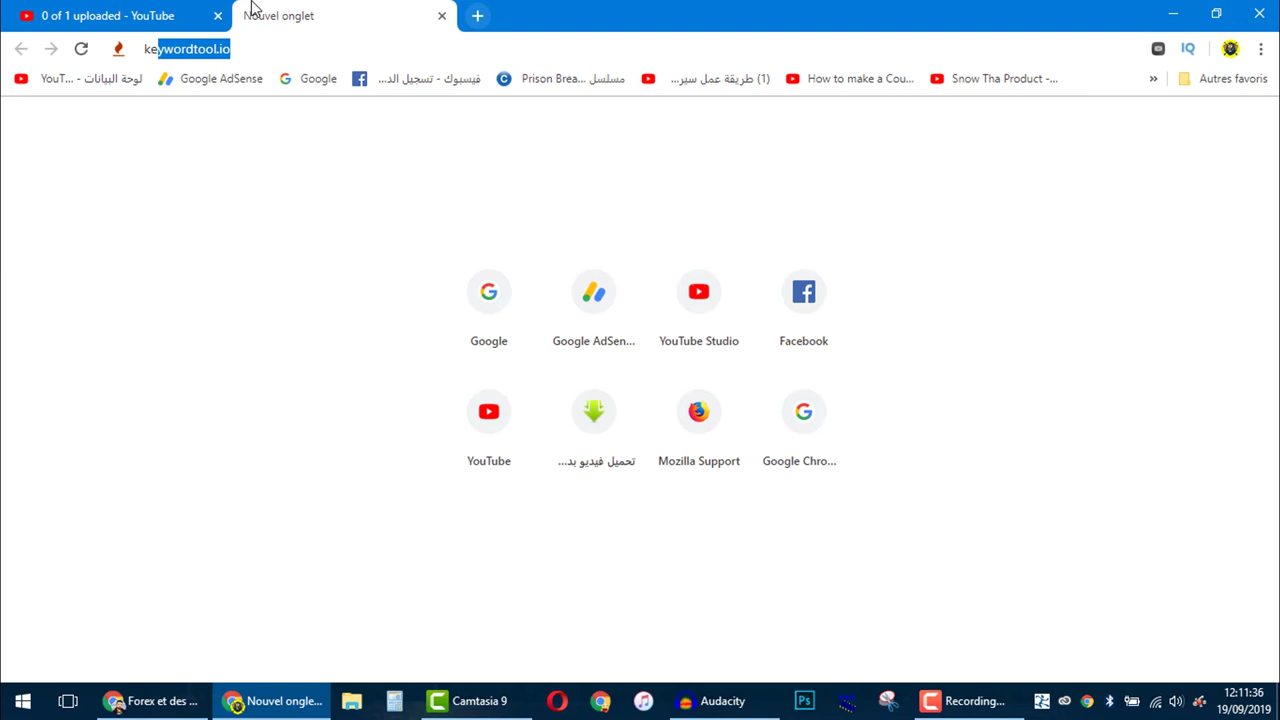 0 of 1 uploaded - YouTube
Nouvel onglet
keywordtool.io
IQ
لوحة البيانات - YouT...
Google AdSense
Google
فيسبوك - تسجيل الد...
مسلسل Prison Brea...
(1) طريقة عمل سير...
How to make a Cou...
Snow Tha Product -...
»
Autres favoris
Google
Google AdSen...
YouTube Studio
Facebook
YouTube
تحميل فيديو بد...
Mozilla Support
Google Chro...
Forex et des ...
Nouvel ongle...
Camtasia 9
Audacity
Ps
Recording...
12:11:36
19/09/2019